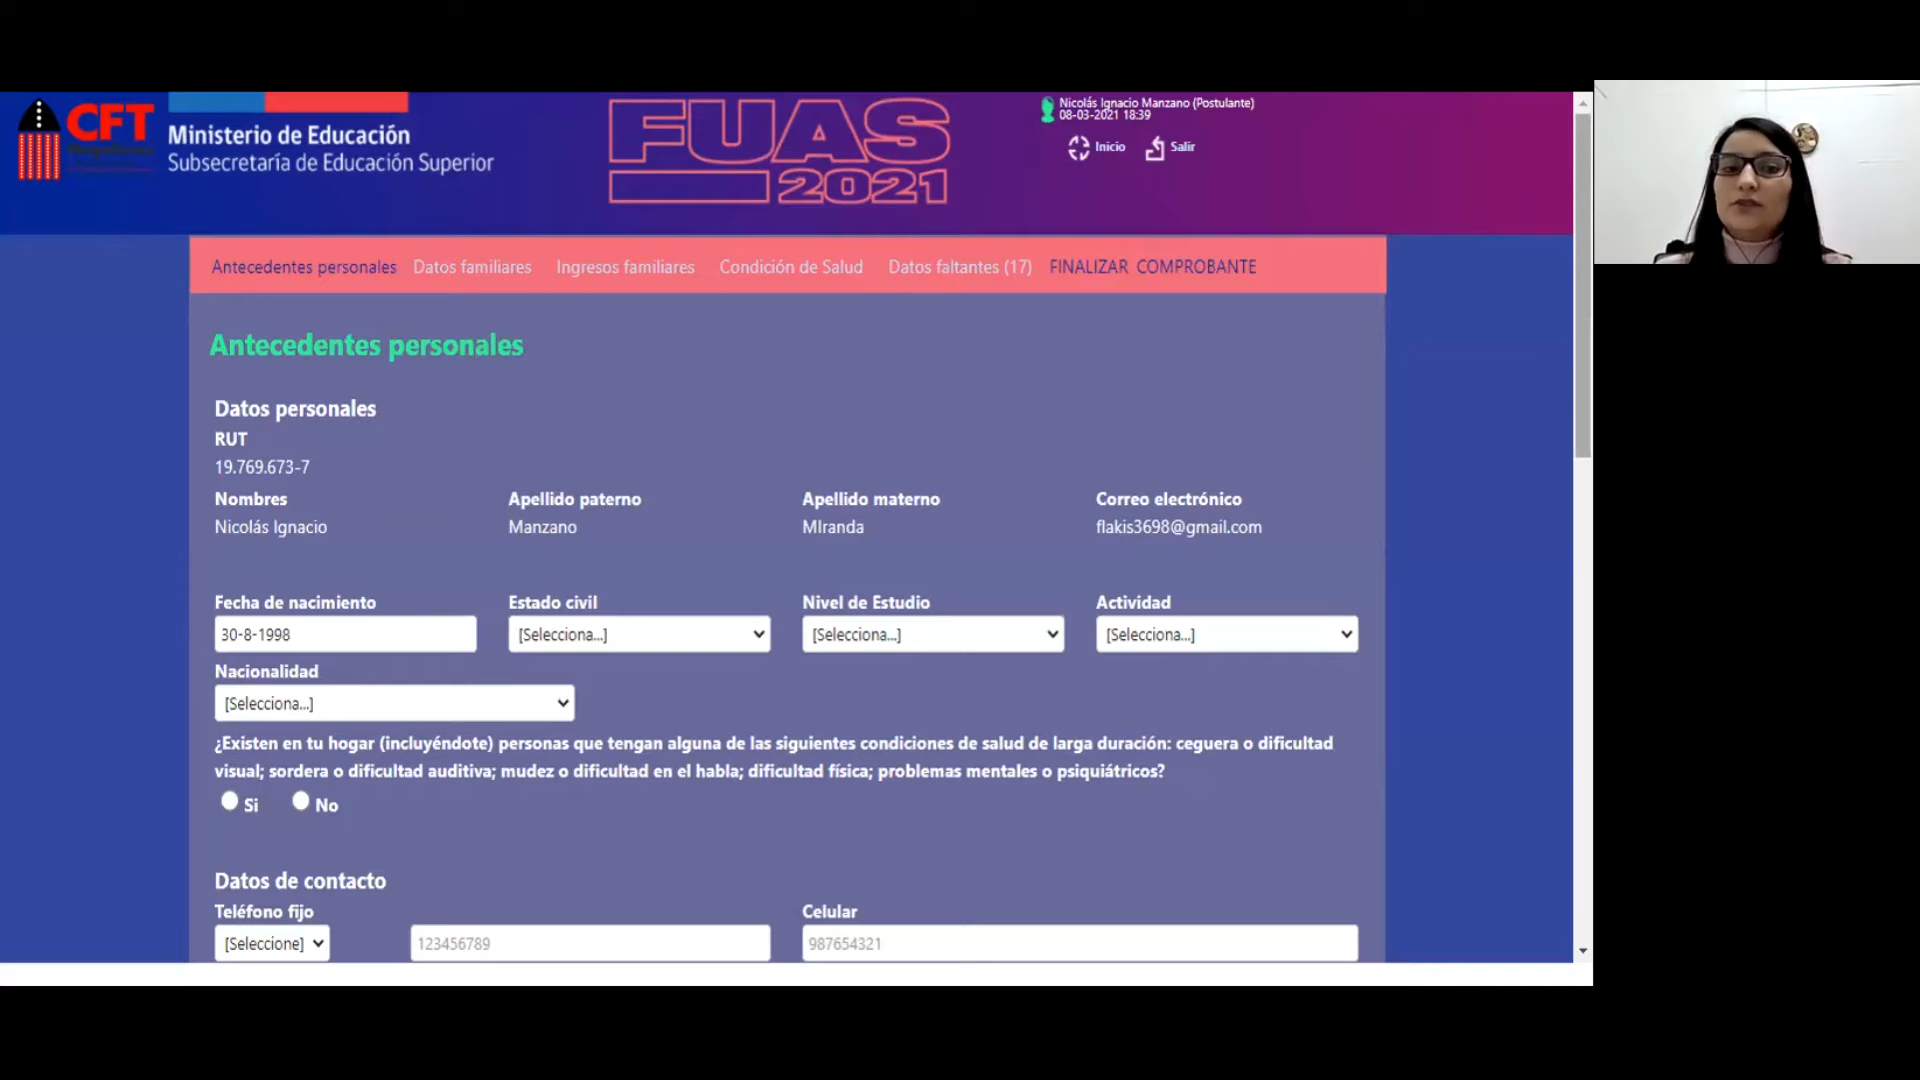 CFT
Ministerio de Educación
Subsecretaría de Educación Superior
FUAS
2021
Nicolás Ignacio Manzano (Postulante)
08-03-2021 18:39
Inicio Salir
Antecedentes personales Datos familiares Ingresos familiares Condición de Salud Datos faltantes (17) FINALIZAR COMPROBANTE
Antecedentes personales
Datos personales
RUT
19.769.673-7
Nombres Apellido paterno Apellido materno Correo electrónico
Nicolás Ignacio Manzano MIranda flakis3698@gmail.com
Fecha de nacimiento Estado civil Nivel de Estudio Actividad
30-8-1998 [Selecciona...] [Selecciona...] [Selecciona...]
Nacionalidad
[Selecciona...]
¿Existen en tu hogar (incluyéndote) personas que tengan alguna de las siguientes condiciones de salud de larga duración: ceguera o dificultad
visual; sordera o dificultad auditiva; mudez o dificultad en el habla; dificultad física; problemas mentales o psiquiátricos?
Si No
Datos de contacto
Teléfono fijo Celular
[Seleccione] 123456789 987654321